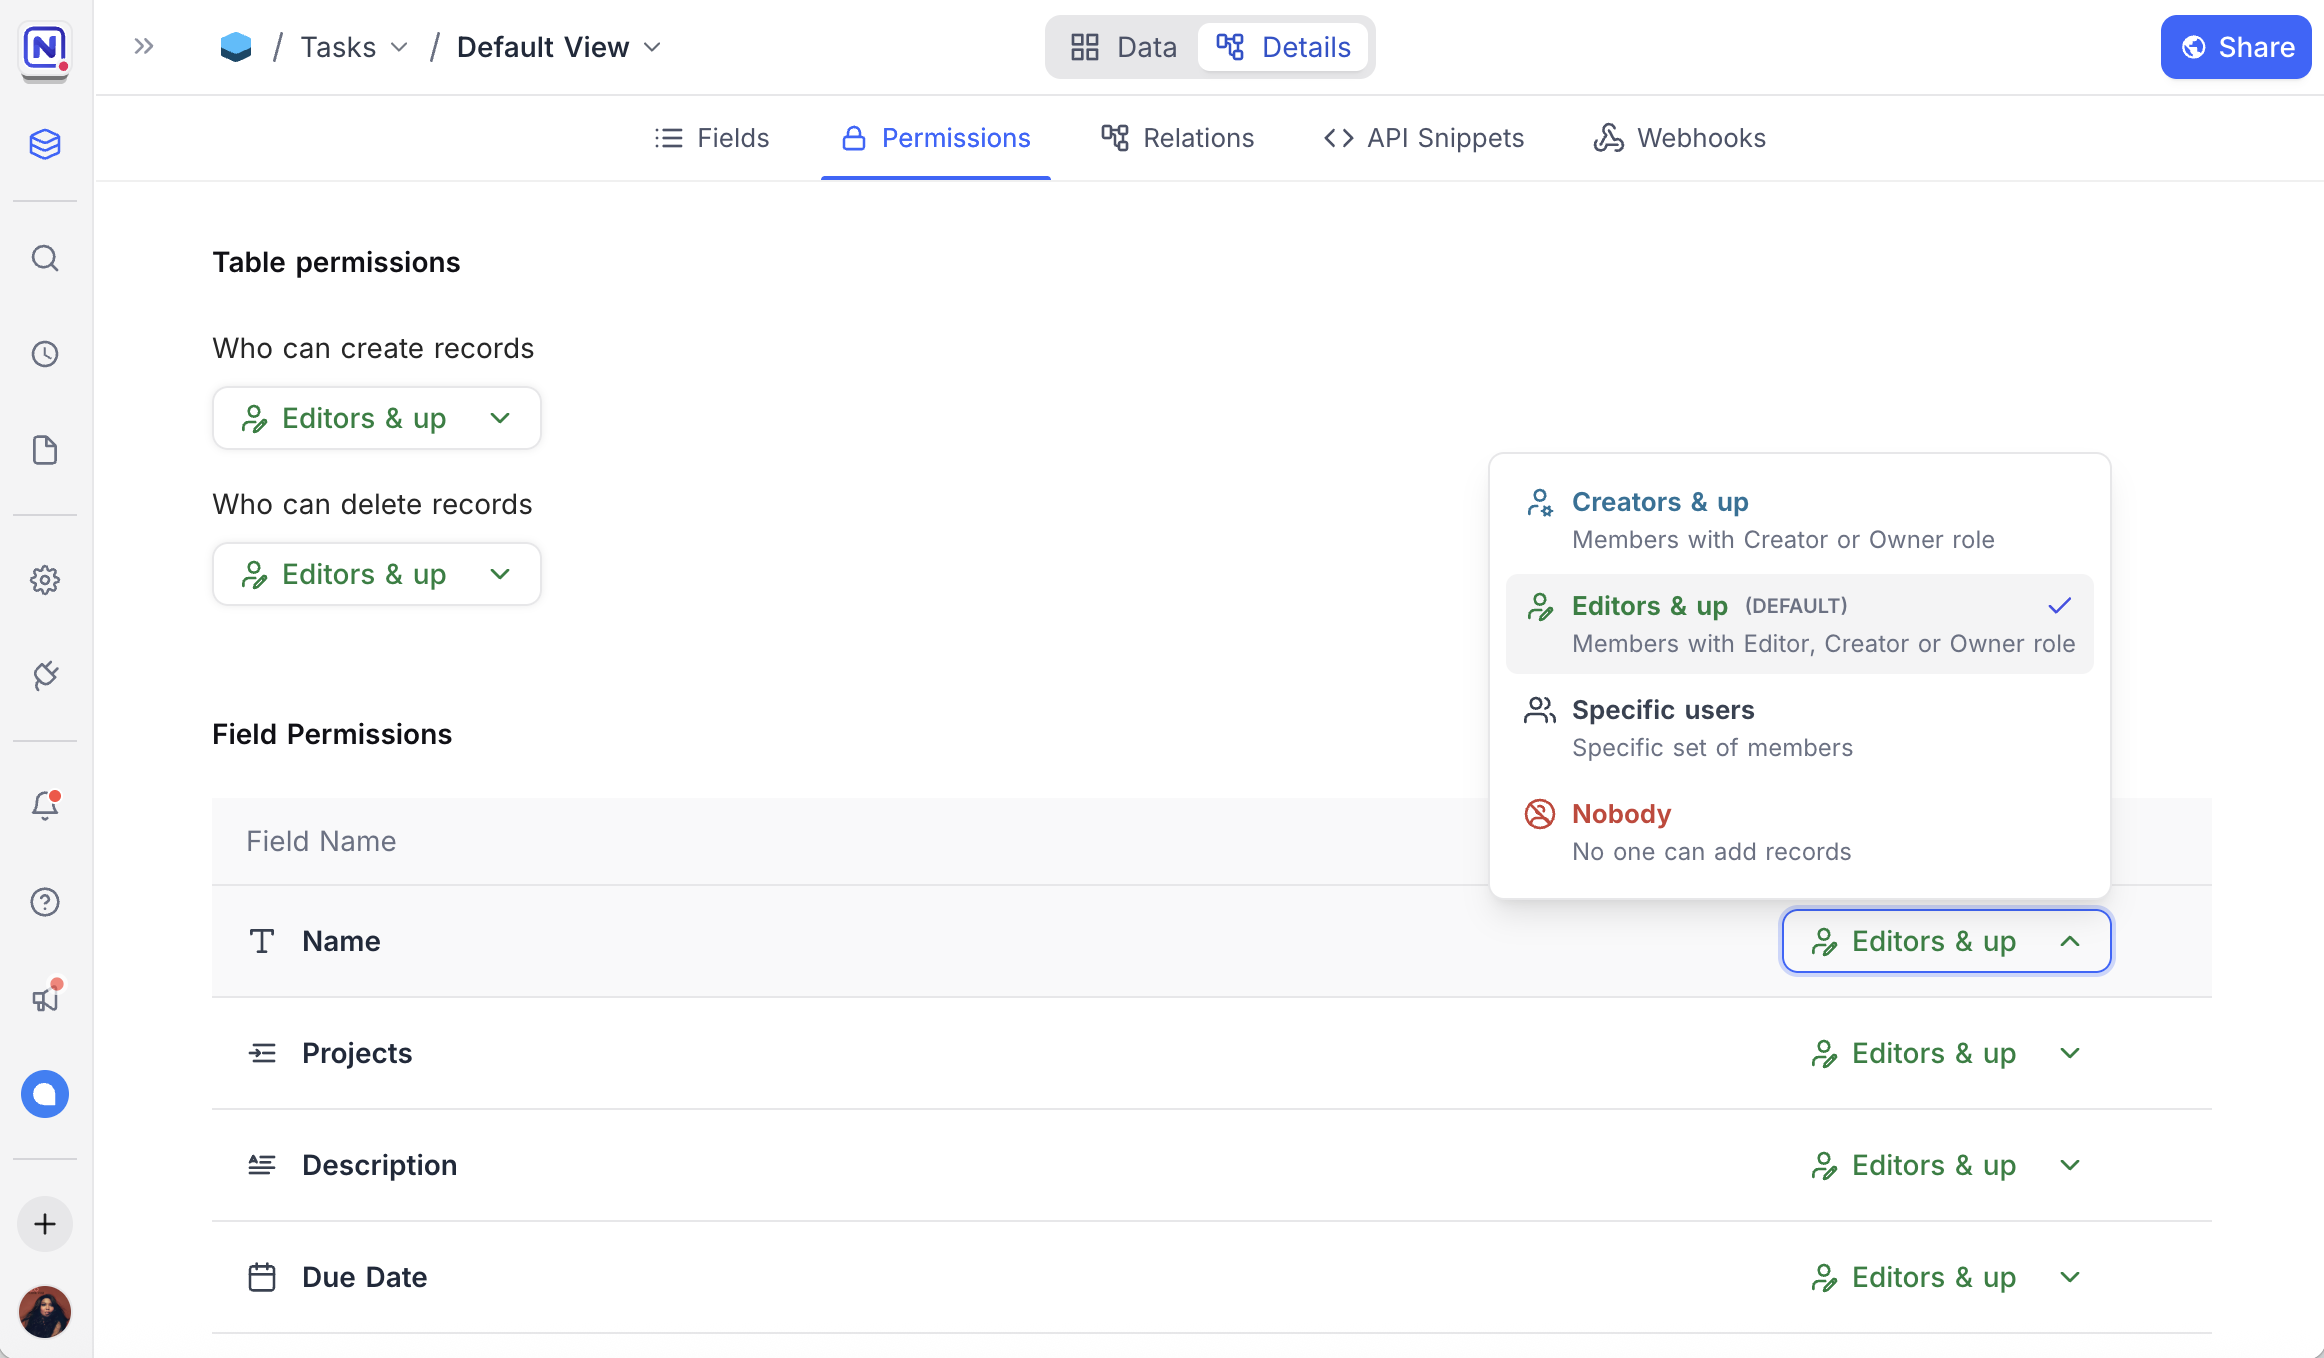 / Tasks / Default View
Data
Details
Share
Fields
Permissions
Relations
API Snippets
Webhooks
Table permissions
Who can create records
Editors & up
Who can delete records
Editors & up
Creators & up
Members with Creator or Owner role
Editors & up (DEFAULT)
Members with Editor, Creator or Owner role
Specific users
Specific set of members
Nobody
No one can add records
Field Permissions
Field Name
Name
Editors & up
Projects
Editors & up
Description
Editors & up
Due Date
Editors & up